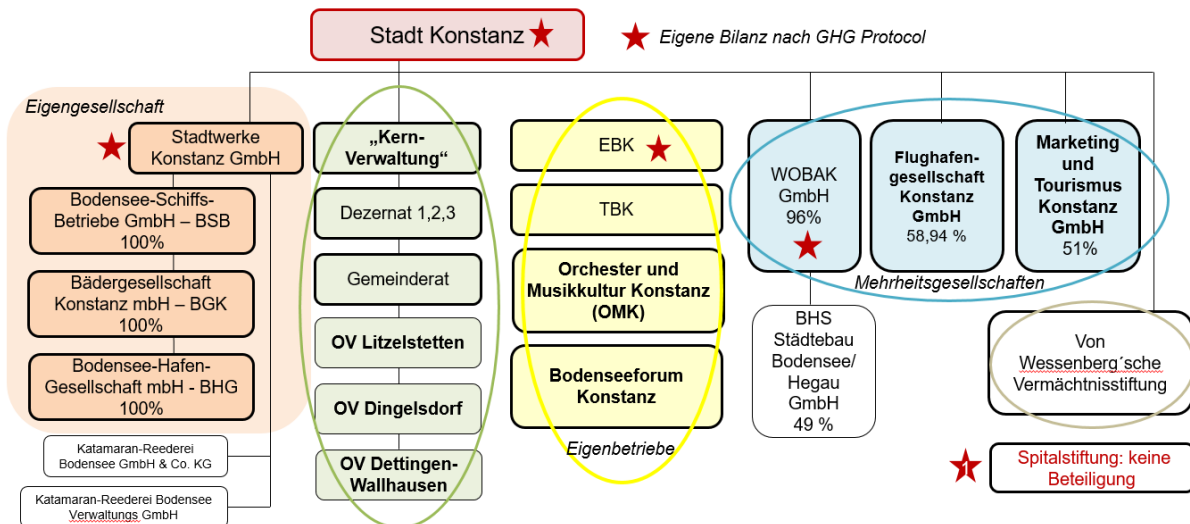 Stadt Konstanz
Eigene Bilanz nach GHG Protocol
Eigengesellschaft
Stadtwerke
Konstanz GmbH
Bodensee-Schiffs-
Betriebe GmbH – BSB
100%
Bädergesellschaft
Konstanz mbH – BGK
100%
Bodensee-Hafen-
Gesellschaft mbH - BHG
100%
Katamaran-Reederei
Bodensee GmbH & Co. KG
Katamaran-Reederei Bodensee
Verwaltungs GmbH
„Kern-
Verwaltung“
Dezernat 1,2,3
Gemeinderat
OV Litzelstetten
OV Dingelsdorf
OV Dettingen-
Wallhausen
EBK
TBK
Orchester und
Musikkultur Konstanz
(OMK)
Bodenseeforum
Konstanz
Eigenbetriebe
WOBAK
GmbH
96%
Flughafen-
gesellschaft
Konstanz
GmbH
58,94 %
Marketing
und
Tourismus
Konstanz
GmbH
51%
Mehrheitsgesellschaften
BHS
Städtebau
Bodensee/
Hegau
GmbH
49 %
Von
Wessenberg´sche
Vermächtnisstiftung
1
Spitalstiftung: keine
Beteiligung